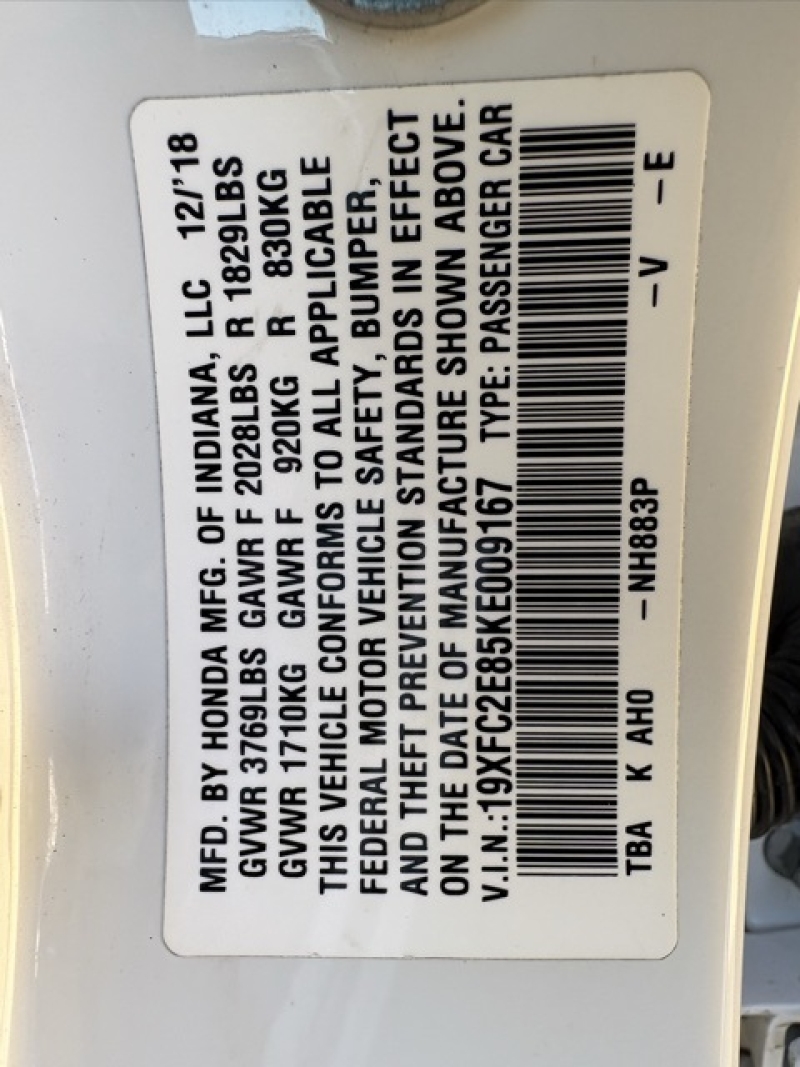 MFD. BY HONDA MFG. OF INDIANA, LLC 12/'18
GVWR 3769LBS GAWR F 2028LBS R 1829LBS
GVWR 1710KG GAWR F 920KG R 830KG
THIS VEHICLE CONFORMS TO ALL APPLICABLE
FEDERAL MOTOR VEHICLE SAFETY, BUMPER,
AND THEFT PREVENTION STANDARDS IN EFFECT
ON THE DATE OF MANUFACTURE SHOWN ABOVE.
V.I.N.:19XFC2E85KE009167 TYPE: PASSENGER CAR
TBA K AH0 –NH883P –V –E